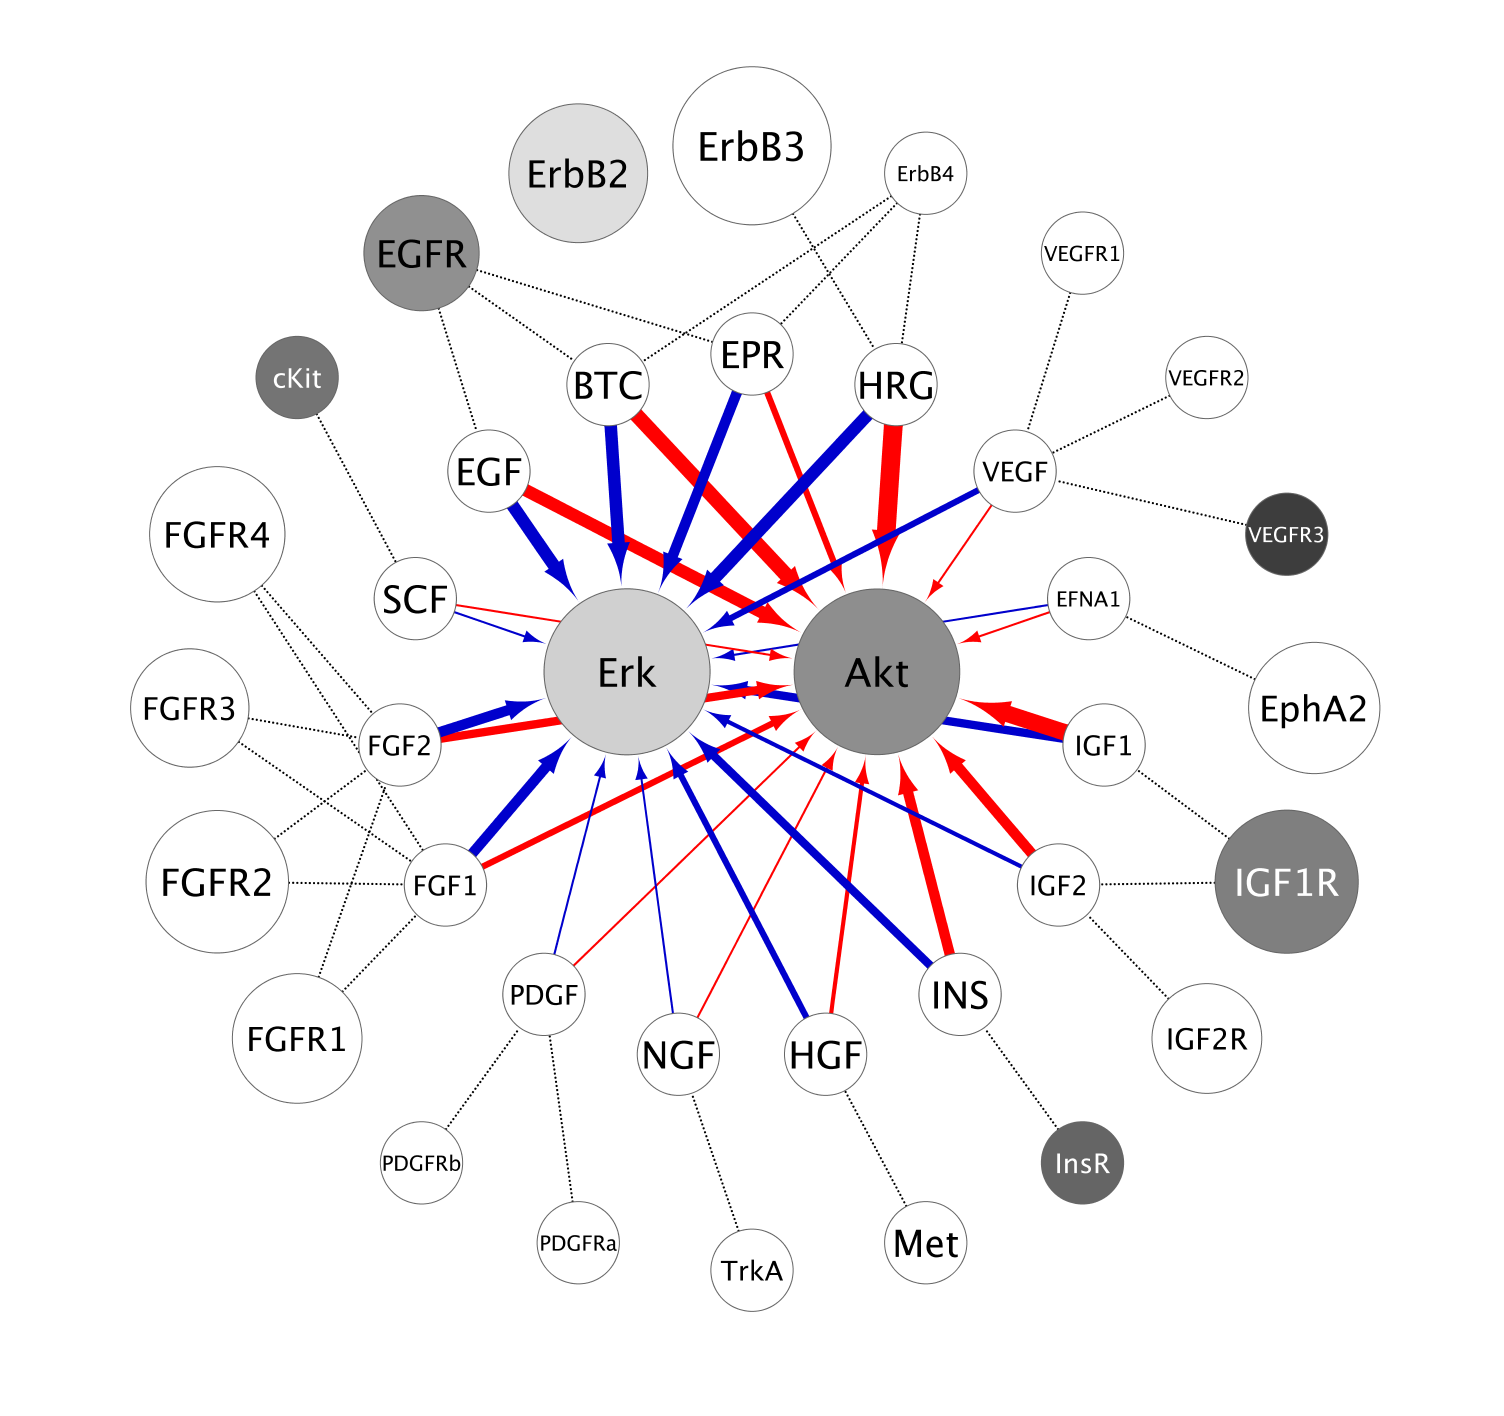 ErbB3
ErbB2
ErbB4
EGFR
VEGFR1
EPR
cKit
BTC
HRG
VEGFR2
EGF
VEGF
FGFR4
VEGFR3
SCF
EFNA1
Erk
Akt
FGFR3
EphA2
FGF2
IGF1
FGFR2
FGF1
IGF2
IGF1R
PDGF
INS
FGFR1
IGF2R
NGF
HGF
PDGFRb
InsR
PDGFRa
Met
TrkA